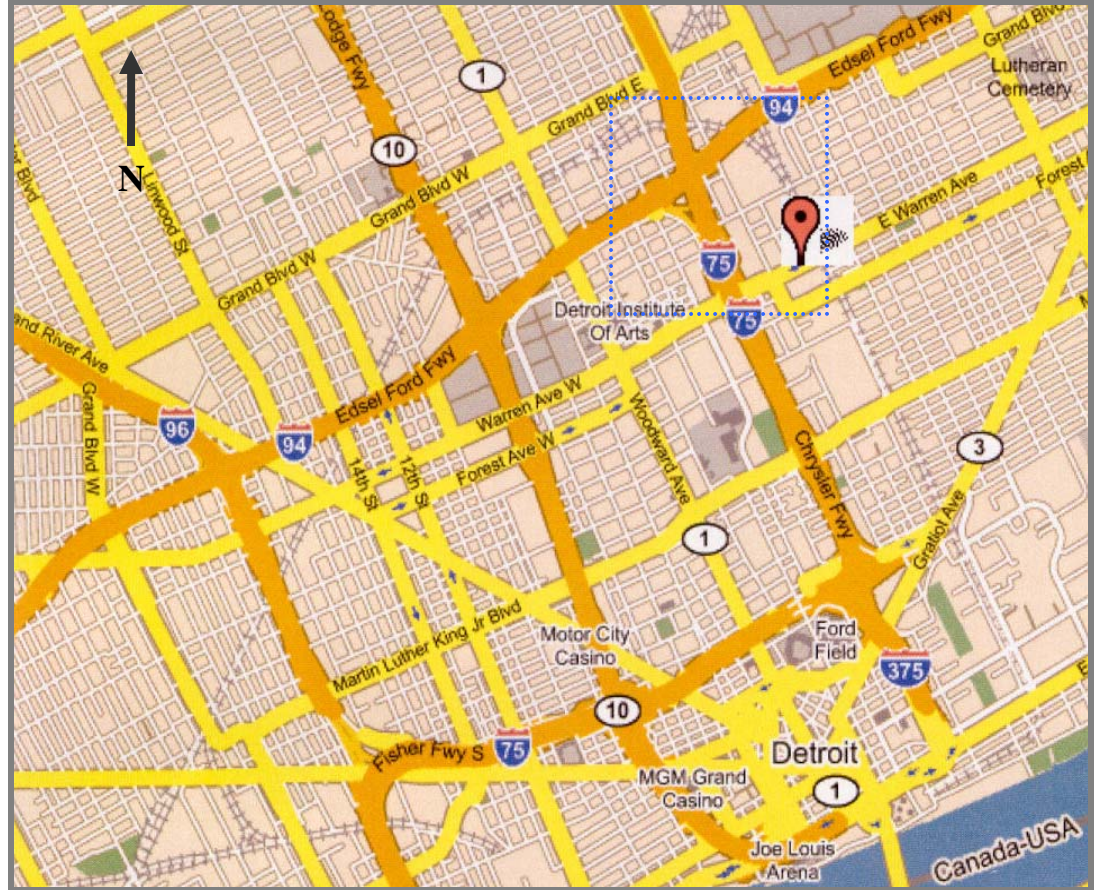 Lodge Fwy
Edsel Ford Fwy
Grand Blvd
Lutheran
Cemetery
1
Grand Blvd E
94
10
N
Linwood St
Grand Blvd W
Forest
E Warren Ave
Grand Blvd W
75
75
Detroit Institute
Of Arts
and River Ave
Edsel Ford Fwy
Grand Blvd W
96
94
Warren Ave W
Forest Ave W
Woodward Ave
14th St
12th St
Chrysler Fwy
3
1
Gratiot Ave
Martin Luther King Jr Blvd
Motor City
Casino
Ford
Field
375
10
Fisher Fwy S
75
Detroit
MGM Grand
Casino
1
Joe Louis
Arena
Canada-USA